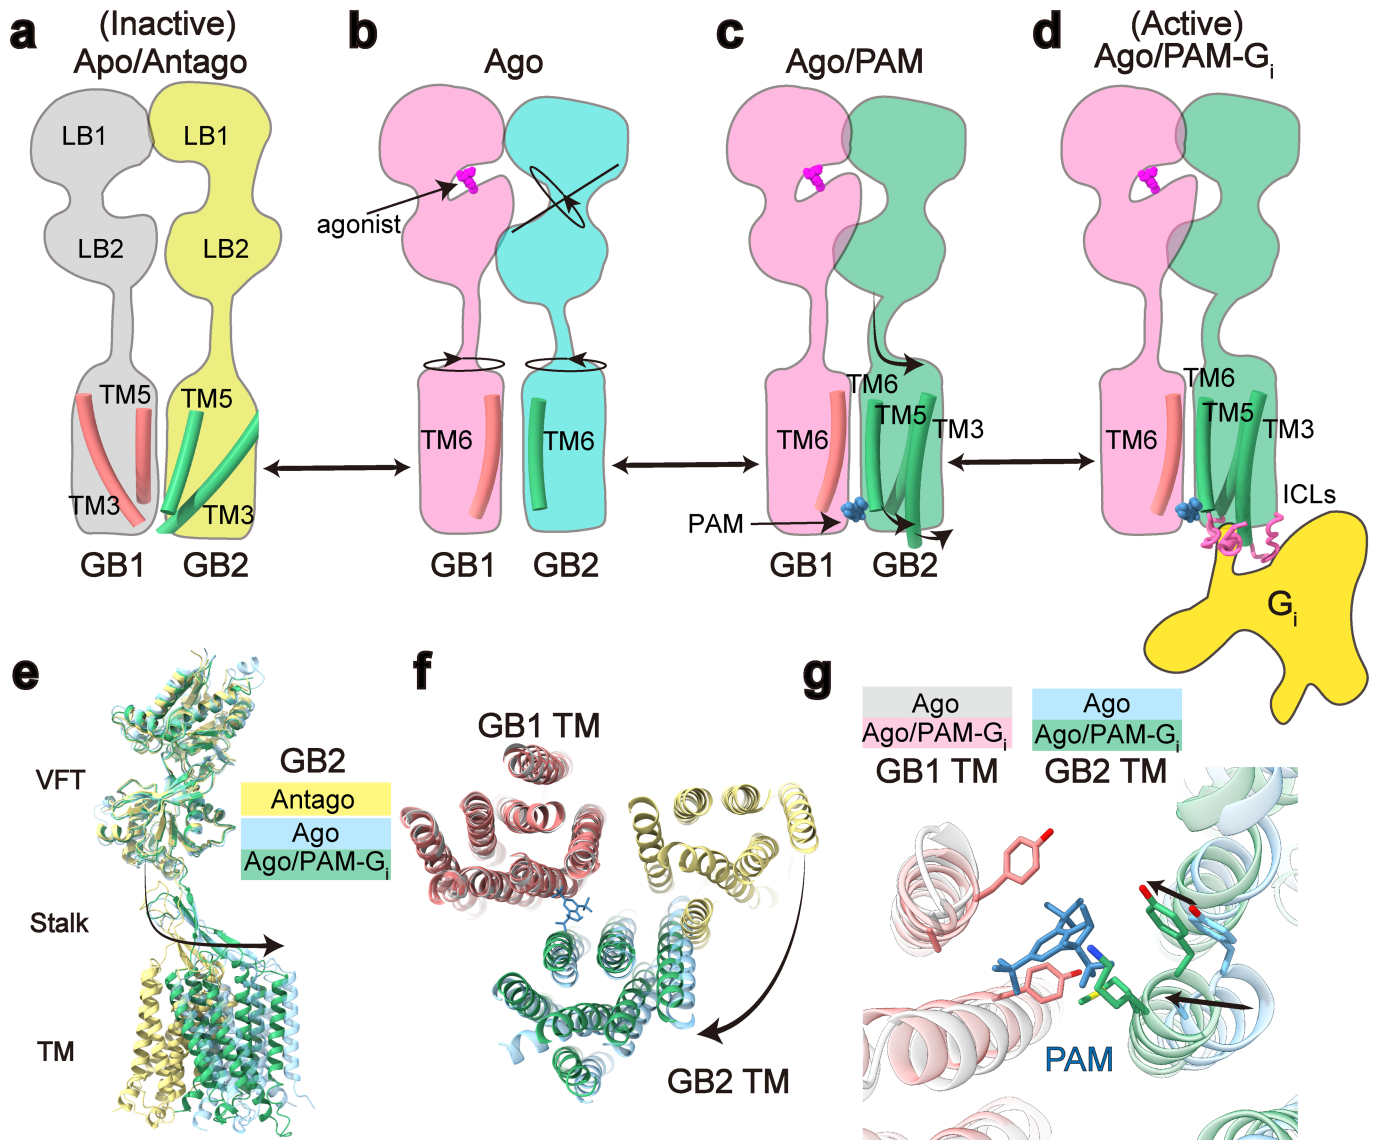 a
(Inactive)
Apo/Antago
LB1
LB1
LB2
LB2
TM5
TM5
TM3
TM3
GB1
GB2
b
Ago
agonist
TM6
TM6
GB1
GB2
c
Ago/PAM
TM6
TM5
TM6
TM3
PAM
GB1
GB2
d
(Active)
Ago/PAM-Gi
TM6
TM5
TM6
TM3
ICLs
Gi
e
VFT
Stalk
TM
GB2
Antago
Ago
Ago/PAM-Gi
f
GB1 TM
GB2 TM
g
Ago
Ago/PAM-Gi
GB1 TM
Ago
Ago/PAM-Gi
GB2 TM
PAM